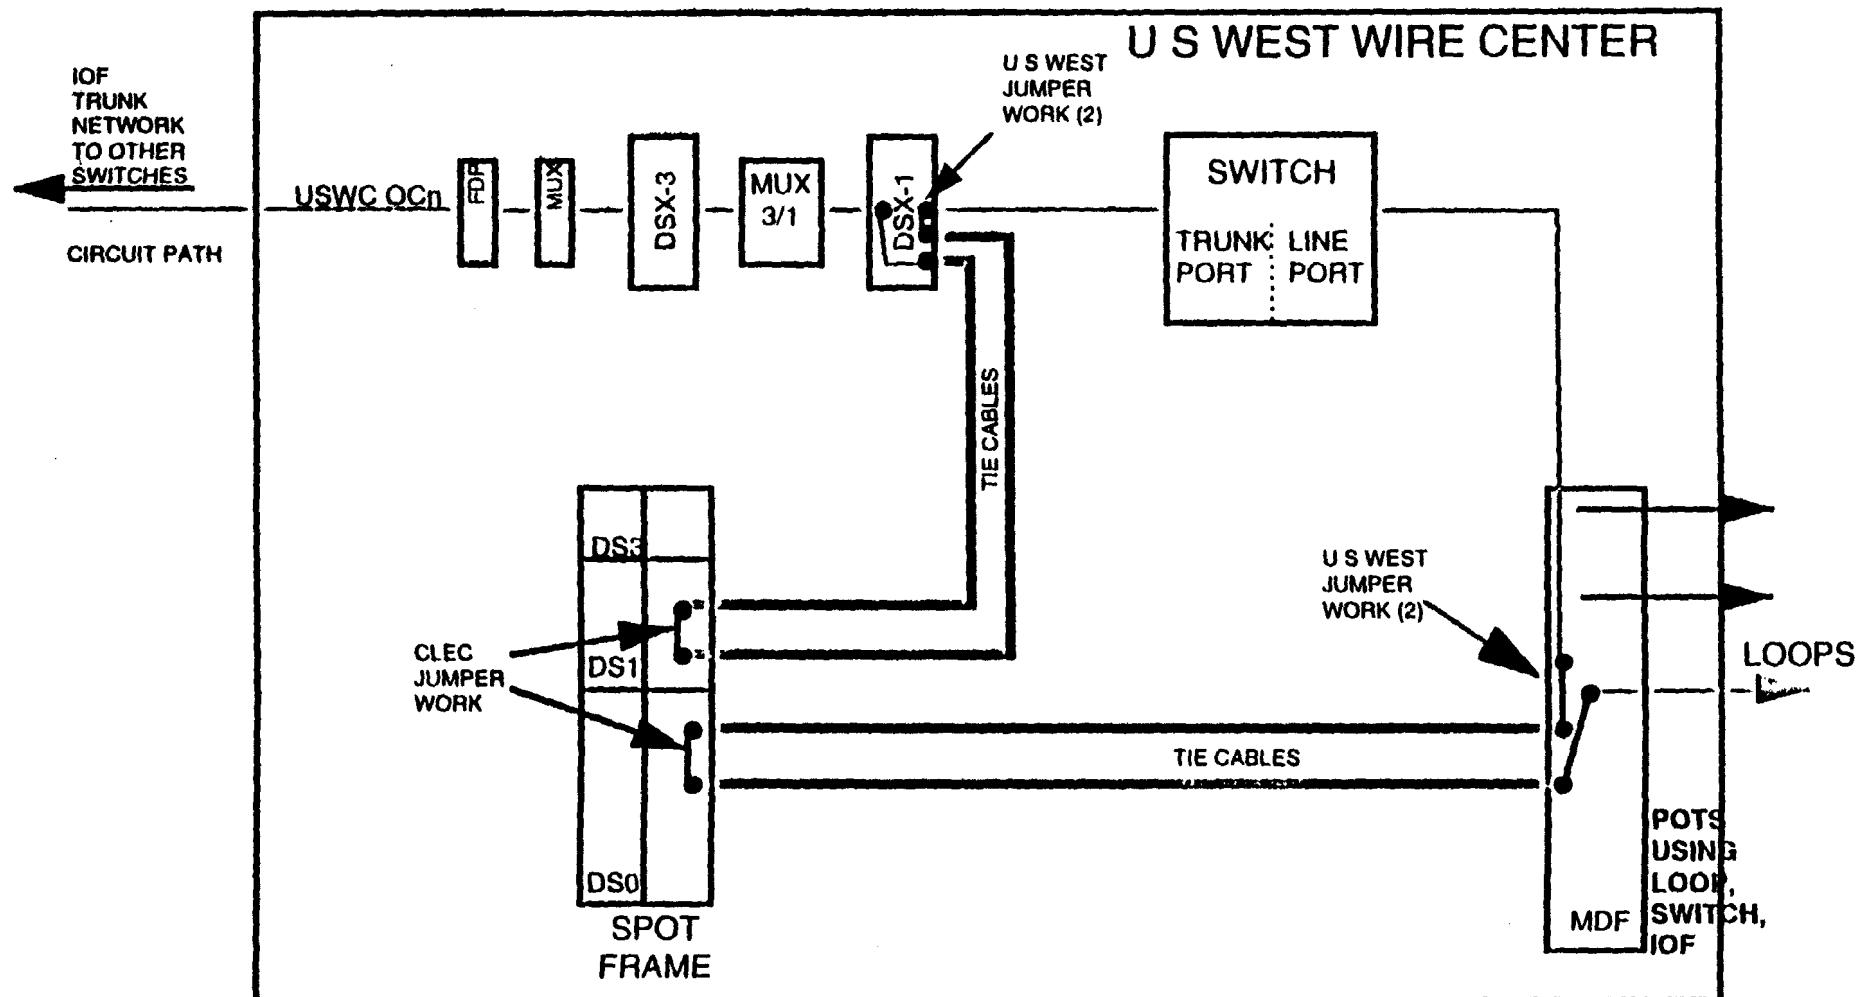 U S WEST WIRE CENTER
IOF
TRUNK
NETWORK
TO OTHER
SWITCHES
U S WEST
JUMPER
WORK (2)
USWC OCn
FDP
MUX
DSX-3
MUX
3/1
DSX-1
SWITCH
TRUNK
PORT
LINE
PORT
CIRCUIT PATH
TIE CABLES
DS3
DS1
DS0
CLEC
JUMPER
WORK
U S WEST
JUMPER
WORK (2)
LOOPS
TIE CABLES
POTS
USING
LOOP,
SWITCH,
IOF
MDF
SPOT
FRAME